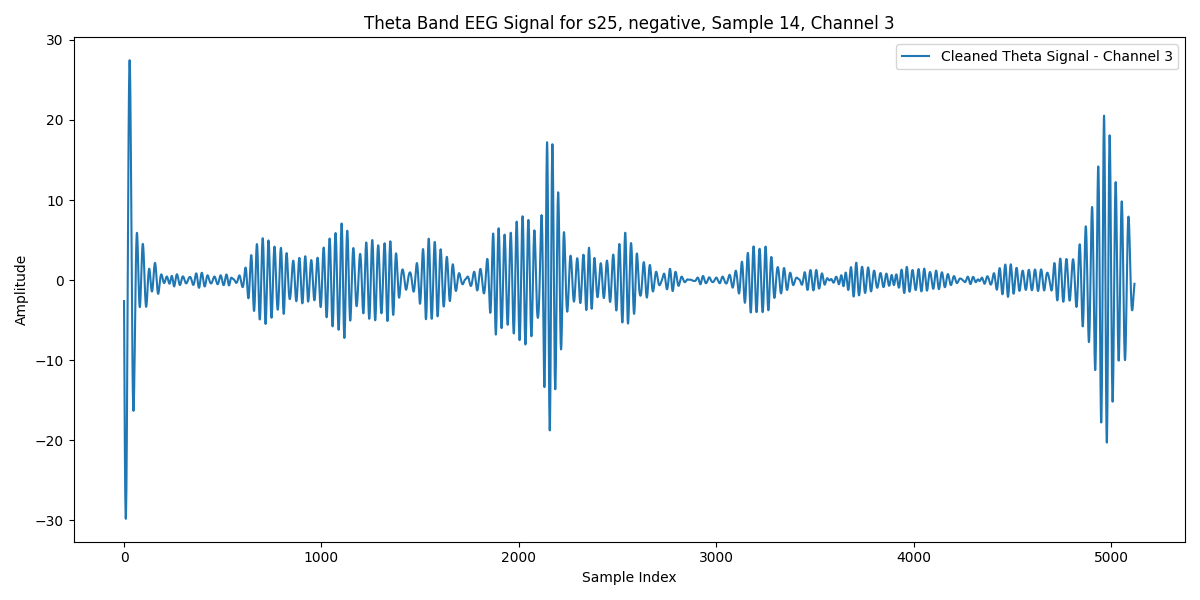 Theta Band EEG Signal for s25, negative, Sample 14, Channel 3
Cleaned Theta Signal - Channel 3
30
20
10
0
−10
−20
−30
Amplitude
0 1000 2000 3000 4000 5000
Sample Index